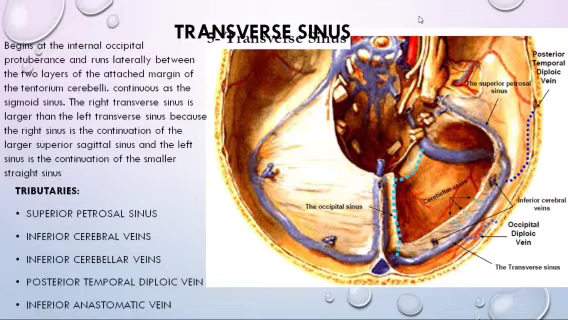 TRANSVERSE SINUS
3- Transverse Sinus
Begins at the internal occipital
protuberance and runs laterally between
the two layers of the attached margin of
the tentorium cerebelli. continuous as the
sigmoid sinus. The right transverse sinus is
larger than the left transverse sinus because
the right sinus is the continuation of the
larger superior sagittal sinus and the left
sinus is the continuation of the smaller
straight sinus
TRIBUTARIES:
• SUPERIOR PETROSAL SINUS
• INFERIOR CEREBRAL VEINS
• INFERIOR CEREBELLAR VEINS
• POSTERIOR TEMPORAL DIPLOIC VEIN
• INFERIOR ANASTOMATIC VEIN
Posterior
Temporal
Diploic
Vein
The superior petrosal
sinus
Cerebellar veins
The occipital sinus
Inferior cerebral
veins
Occipital
Diploic
Vein
The Transverse sinus